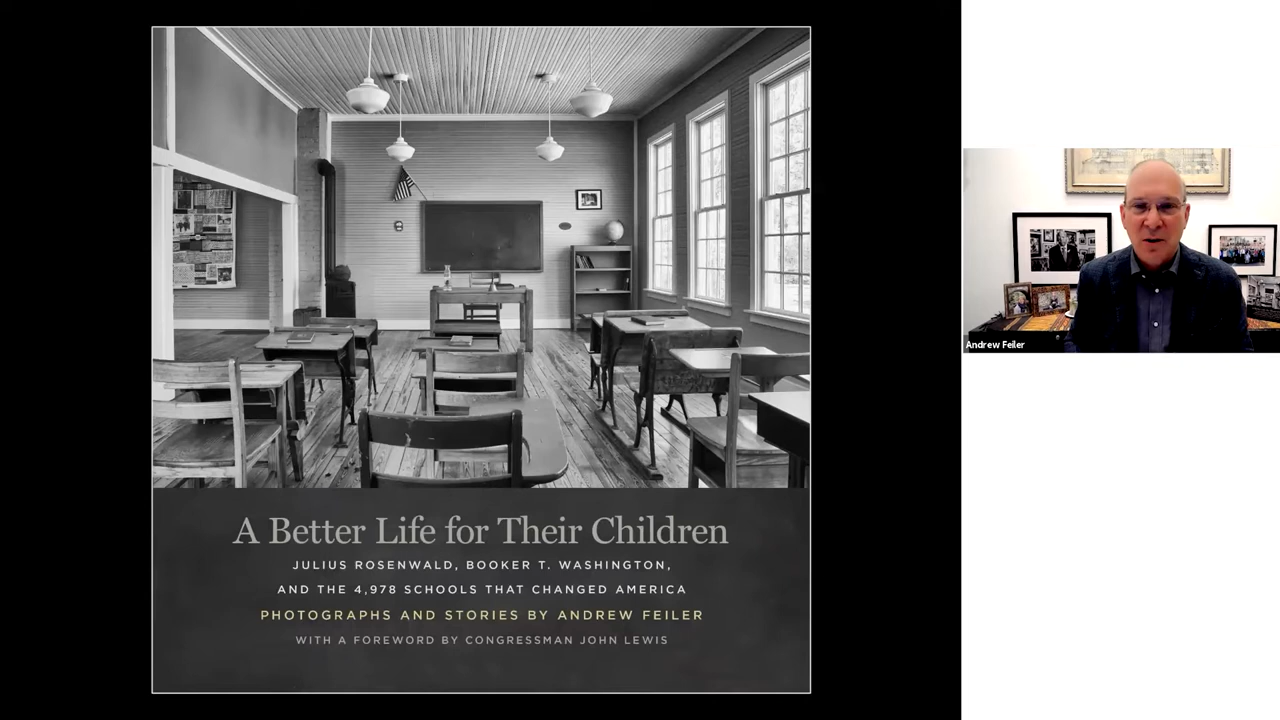 A Better Life for Their Children
JULIUS ROSENWALD, BOOKER T. WASHINGTON,
AND THE 4,978 SCHOOLS THAT CHANGED AMERICA
PHOTOGRAPHS AND STORIES BY ANDREW FEILER
WITH A FOREWORD BY CONGRESSMAN JOHN LEWIS
Andrew Feiler